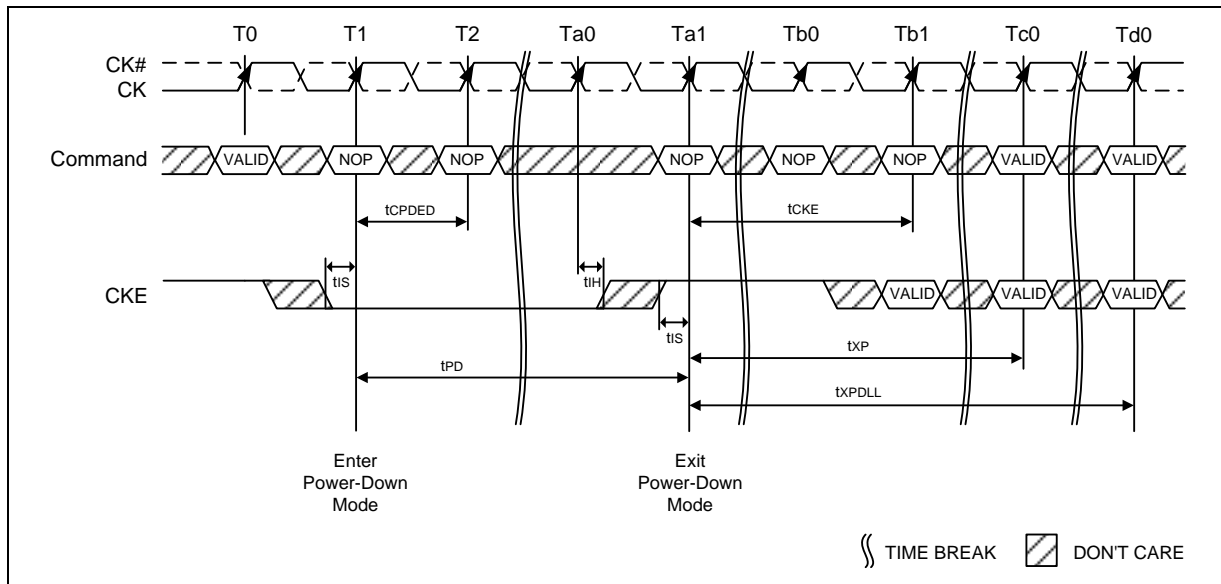 T0 T1 T2 Ta0 Ta1 Tb0 Tb1 Tc0 Td0
CK#
CK
Command VALID NOP NOP NOP NOP NOP VALID VALID
tCPDED tCKE
tIS tIH
CKE VALID VALID VALID
tIS
tXP
tPD
tXPDLL
Enter
Power-Down
Mode
Exit
Power-Down
Mode
TIME BREAK DON'T CARE